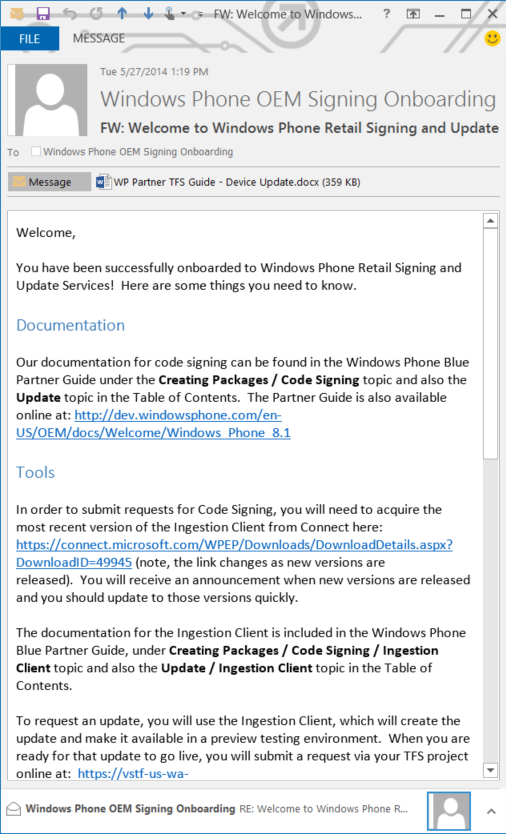 FW: Welcome to Windows...
?
FILE
MESSAGE
Tue 5/27/2014 1:19 PM
Windows Phone OEM Signing Onboarding
FW: Welcome to Windows Phone Retail Signing and Update
To
Windows Phone OEM Signing Onboarding
Message
WP Partner TFS Guide - Device Update.docx (359 KB)
Welcome,
You have been successfully onboarded to Windows Phone Retail Signing and
Update Services!  Here are some things you need to know.
Documentation
Our documentation for code signing can be found in the Windows Phone Blue
Partner Guide under the Creating Packages / Code Signing topic and also the
Update topic in the Table of Contents.  The Partner Guide is also available
online at: http://dev.windowsphone.com/en-
US/OEM/docs/Welcome/Windows_Phone_8.1
Tools
In order to submit requests for Code Signing, you will need to acquire the
most recent version of the Ingestion Client from Connect here:
https://connect.microsoft.com/WPEP/Downloads/DownloadDetails.aspx?
DownloadID=49945 (note, the link changes as new versions are
released).  You will receive an announcement when new versions are released
and you should update to those versions quickly.
The documentation for the Ingestion Client is included in the Windows Phone
Blue Partner Guide, under Creating Packages / Code Signing / Ingestion
Client topic and also the Update / Ingestion Client topic in the Table of
Contents.
To request an update, you will use the Ingestion Client, which will create the
update and make it available in a preview testing environment.  When you are
ready for that update to go live, you will submit a request via your TFS project
online at:  https://vstf-us-wa-
Windows Phone OEM Signing Onboarding RE: Welcome to Windows Phone R...